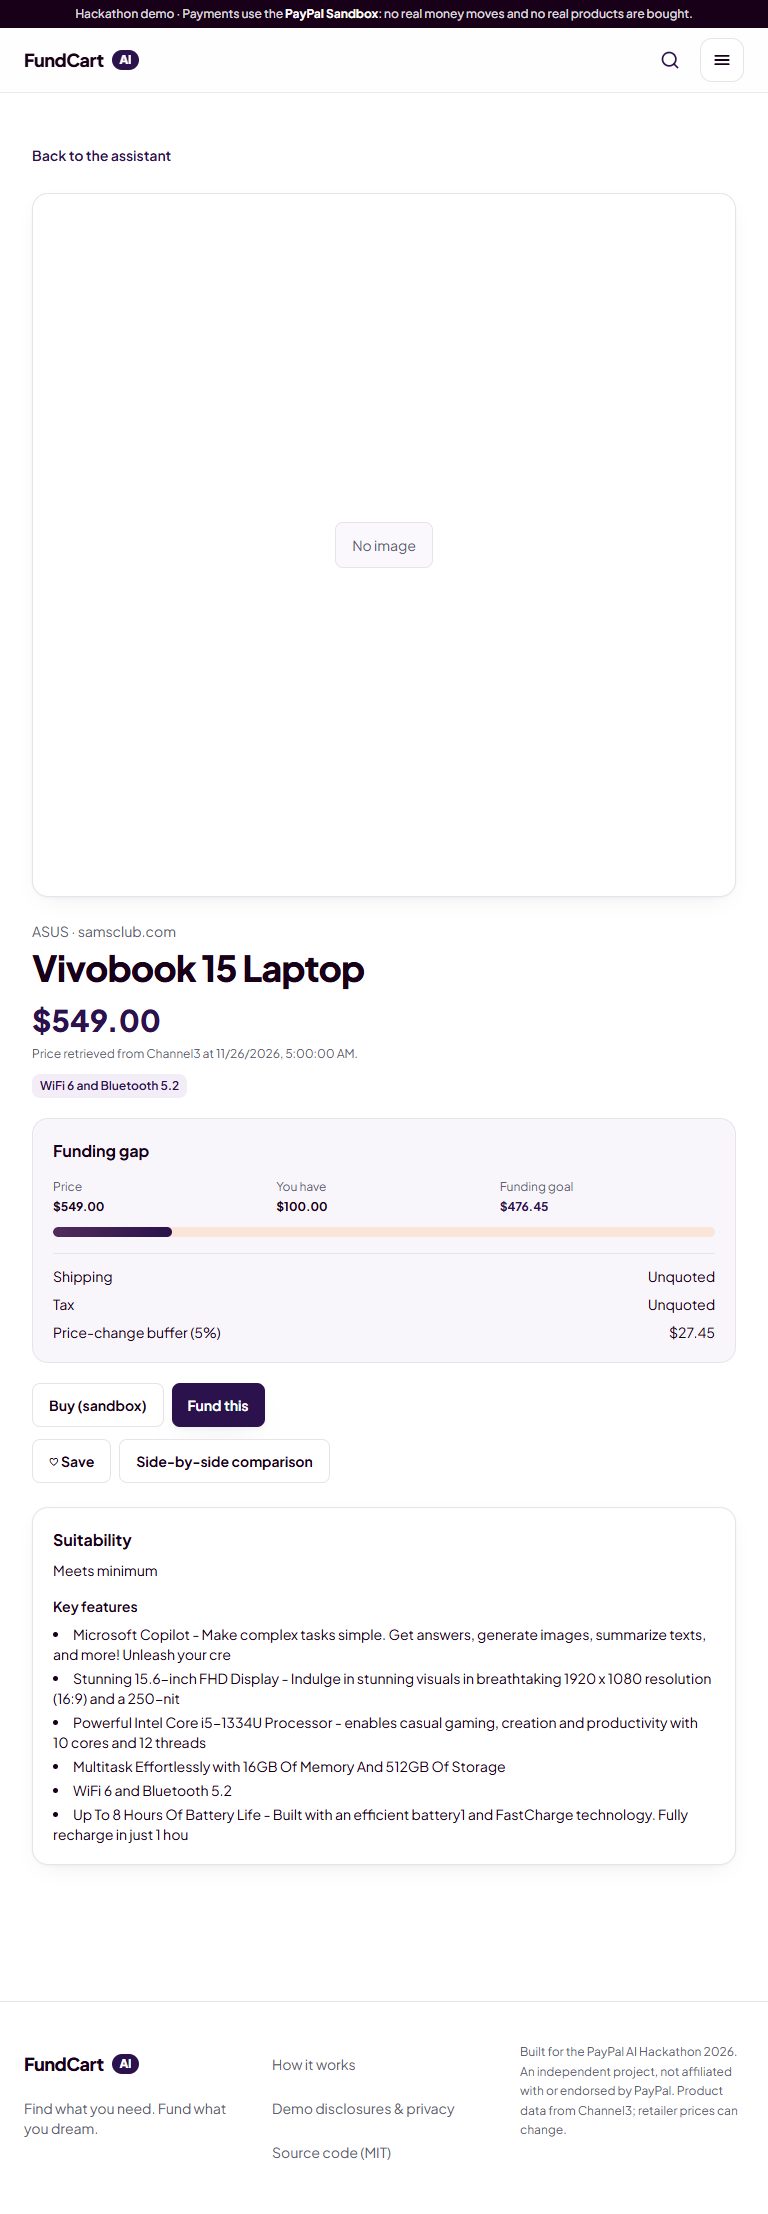 Hackathon demo · Payments use the PayPal Sandbox: no real money moves and no real products are bought.
FundCart AI
Back to the assistant
No image
ASUS · samsclub.com
Vivobook 15 Laptop
$549.00
Price retrieved from Channel3 at 11/26/2026, 5:00:00 AM.
WiFi 6 and Bluetooth 5.2
Funding gap
Price You have Funding goal
$549.00 $100.00 $476.45
Shipping Unquoted
Tax Unquoted
Price-change buffer (5%) $27.45
Buy (sandbox) Fund this
♡ Save Side-by-side comparison
Suitability
Meets minimum
Key features
• Microsoft Copilot - Make complex tasks simple. Get answers, generate images, summarize texts,
and more! Unleash your cre
• Stunning 15.6-inch FHD Display - Indulge in stunning visuals in breathtaking 1920 x 1080 resolution
(16:9) and a 250-nit
• Powerful Intel Core i5-1334U Processor - enables casual gaming, creation and productivity with
10 cores and 12 threads
• Multitask Effortlessly with 16GB Of Memory And 512GB Of Storage
• WiFi 6 and Bluetooth 5.2
• Up To 8 Hours Of Battery Life - Built with an efficient battery1 and FastCharge technology. Fully
recharge in just 1 hou
FundCart AI
Find what you need. Fund what
you dream.
How it works
Demo disclosures & privacy
Source code (MIT)
Built for the PayPal AI Hackathon 2026.
An independent project, not affiliated
with or endorsed by PayPal. Product
data from Channel3; retailer prices can
change.